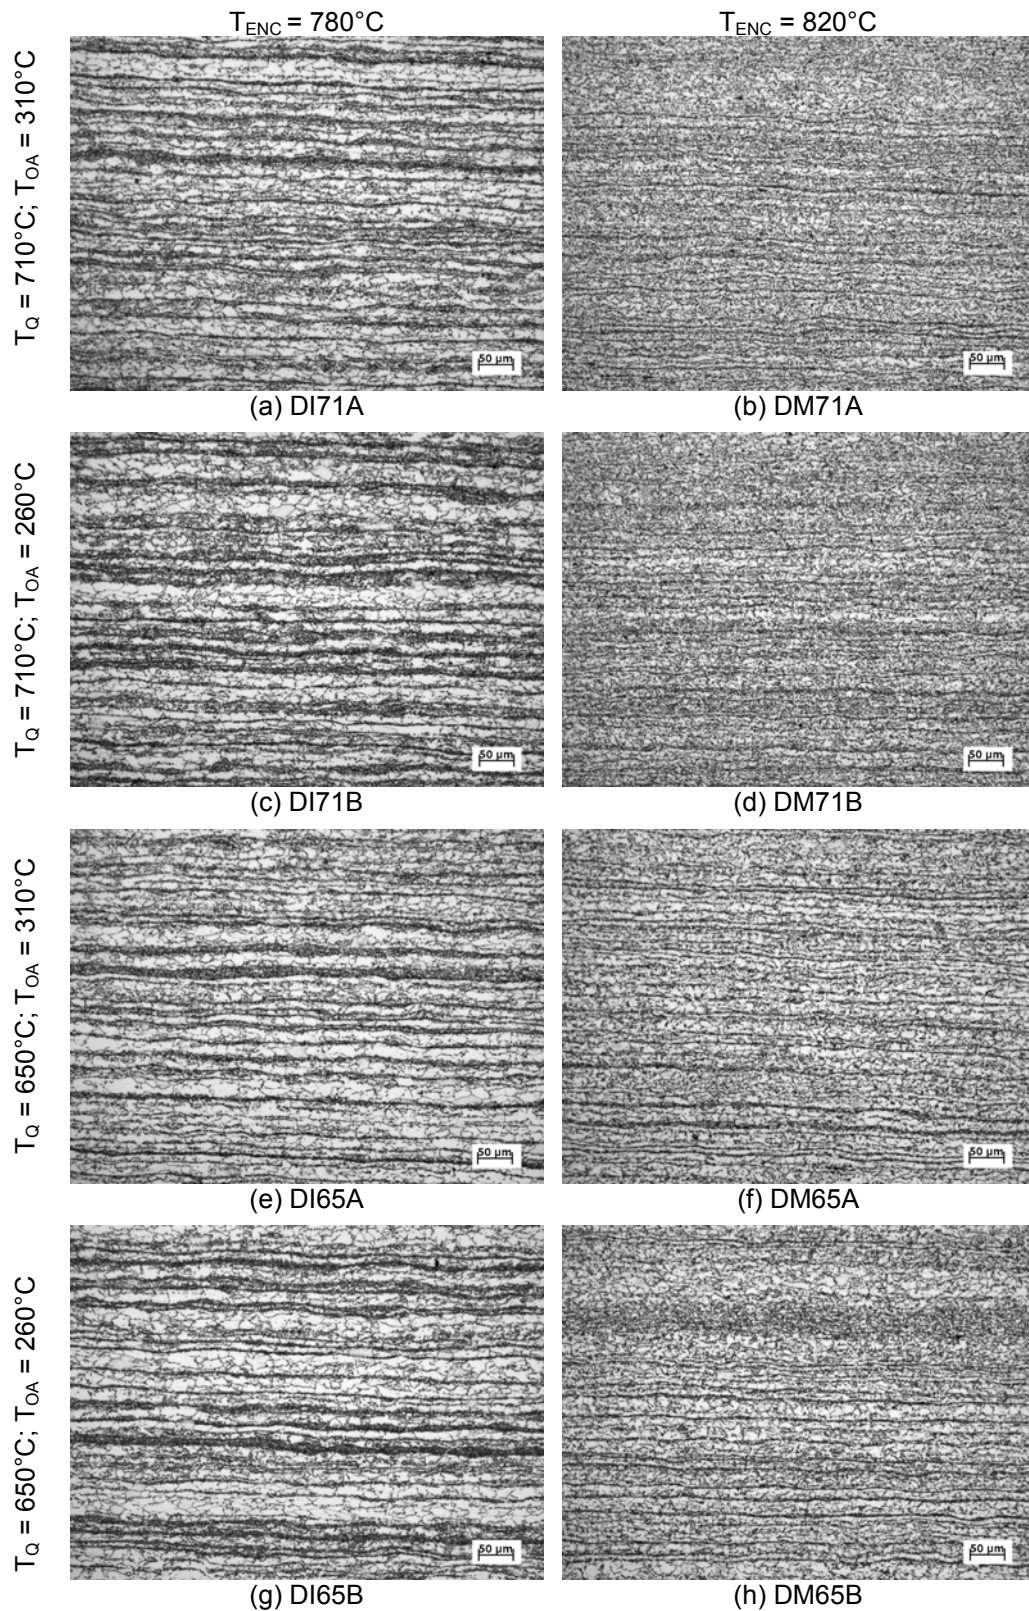 T_ENC = 780°C
T_ENC = 820°C
T_Q = 710°C; T_OA = 310°C
50 µm
50 µm
(a) DI71A
(b) DM71A
T_Q = 710°C; T_OA = 260°C
50 µm
50 µm
(c) DI71B
(d) DM71B
T_Q = 650°C; T_OA = 310°C
50 µm
50 µm
(e) DI65A
(f) DM65A
T_Q = 650°C; T_OA = 260°C
50 µm
50 µm
(g) DI65B
(h) DM65B